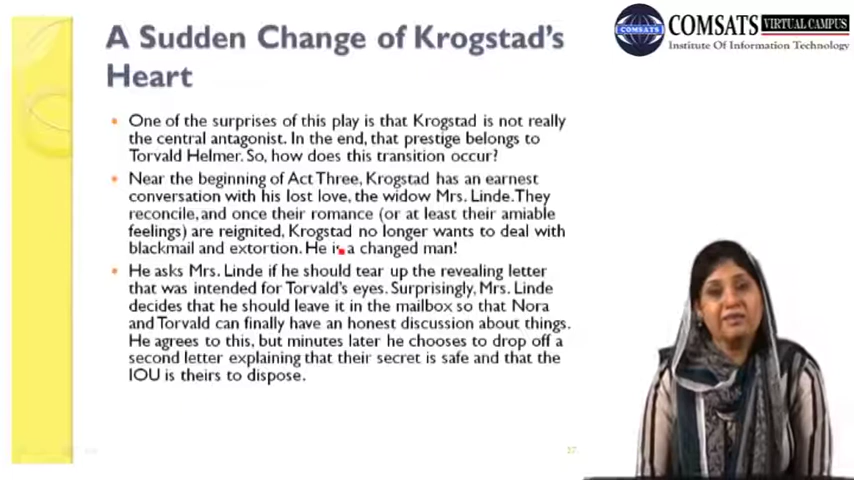 A Sudden Change of Krogstad's
Heart
COMSATS VIRTUAL CAMPUS
Institute Of Information Technology
COMSATS
One of the surprises of this play is that Krogstad is not really
the central antagonist. In the end, that prestige belongs to
Torvald Helmer. So, how does this transition occur?
Near the beginning of Act Three, Krogstad has an earnest
conversation with his lost love, the widow Mrs. Linde. They
reconcile, and once their romance (or at least their amiable
feelings) are reignited, Krogstad no longer wants to deal with
blackmail and extortion. He is a changed man!
He asks Mrs. Linde if he should tear up the revealing letter
that was intended for Torvald's eyes. Surprisingly, Mrs. Linde
decides that he should leave it in the mailbox so that Nora
and Torvald can finally have an honest discussion about things.
He agrees to this, but minutes later he chooses to drop off a
second letter explaining that their secret is safe and that the
IOU is theirs to dispose.
27